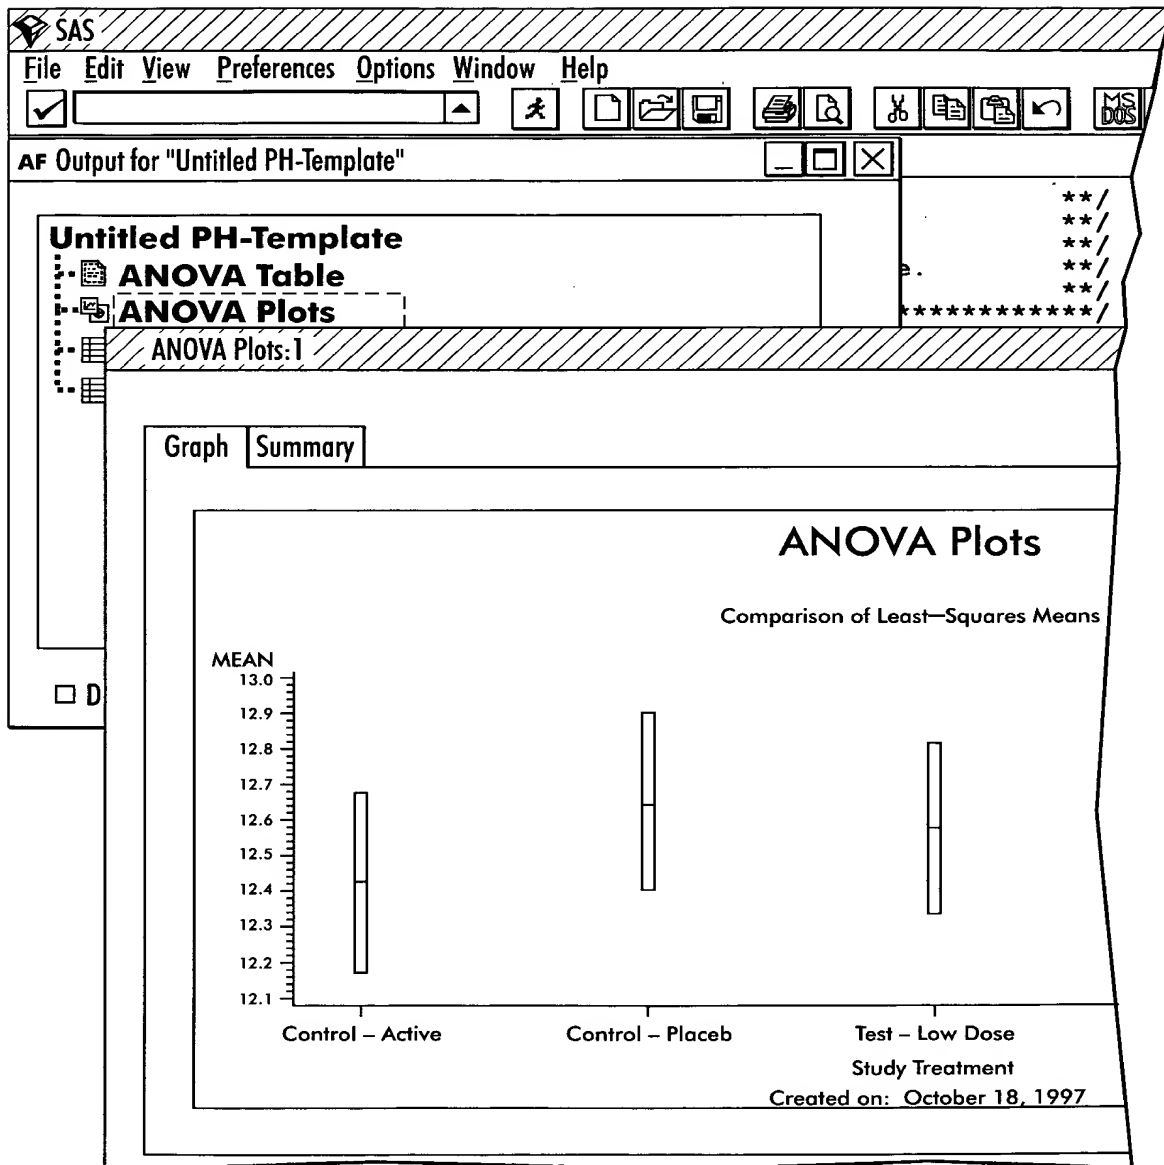 SAS
File Edit View Preferences Options Window Help
MS DOS
AF Output for "Untitled PH-Template"
**/
**/
Untitled PH-Template
**/
ANOVA Table
e. **/
**/
ANOVA Plots
************/
ANOVA Plots:1
Graph Summary
ANOVA Plots
Comparison of Least—Squares Means
MEAN
13.0
12.9
D
12.8
12.7
12.6
12.5
12.4
12.3
12.2
12.1
Control – Active Control – Placeb Test – Low Dose
Study Treatment
Created on: October 18, 1997